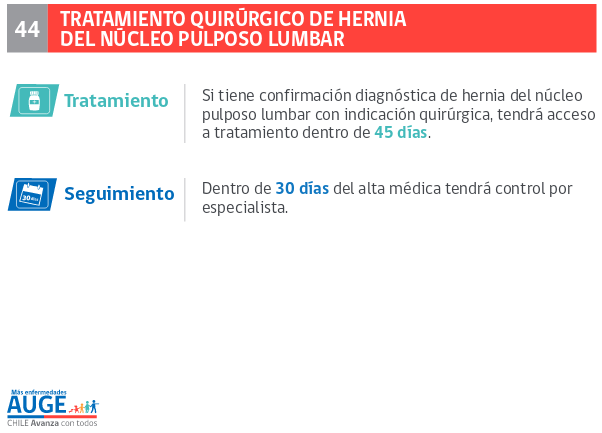 44
TRATAMIENTO QUIRÚRGICO DE HERNIA
DEL NÚCLEO PULPOSO LUMBAR
Tratamiento
Si tiene confirmación diagnóstica de hernia del núcleo
pulposo lumbar con indicación quirúrgica, tendrá acceso
a tratamiento dentro de 45 días.
30 días
Seguimiento
Dentro de 30 días del alta médica tendrá control por
especialista.
Más enfermedades
AUGE
CHILE Avanza con todos